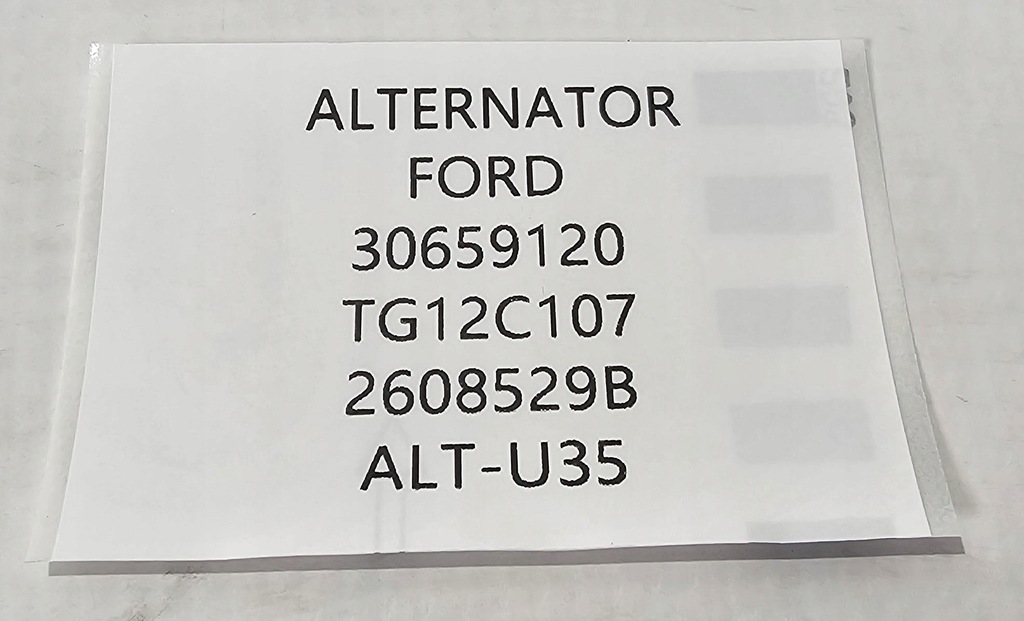 ALTERNATOR
FORD
30659120
TG12C107
2608529B
ALT-U35